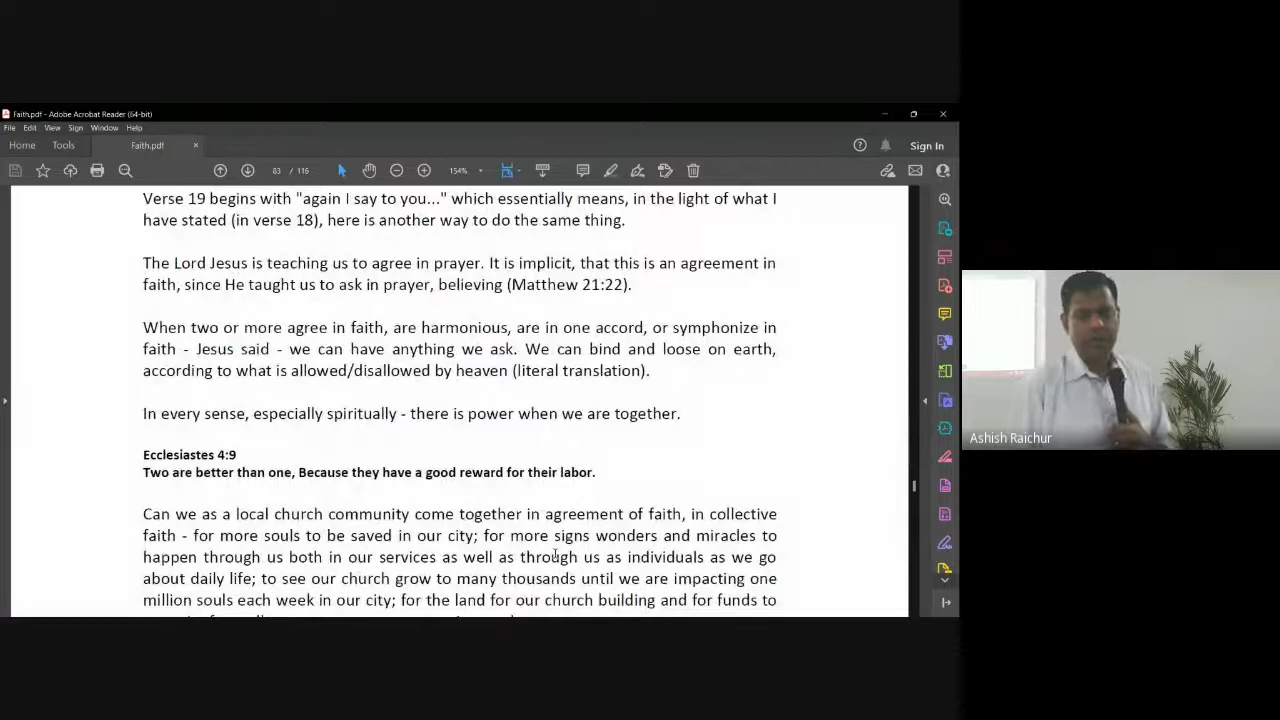 Faith.pdf - Adobe Acrobat Reader (64-bit)
File Edit View Sign Window Help
Home Tools Faith.pdf × Sign In
83 / 116 154%
Verse 19 begins with "again I say to you..." which essentially means, in the light of what I
have stated (in verse 18), here is another way to do the same thing.
The Lord Jesus is teaching us to agree in prayer. It is implicit, that this is an agreement in
faith, since He taught us to ask in prayer, believing (Matthew 21:22).
When two or more agree in faith, are harmonious, are in one accord, or symphonize in
faith - Jesus said - we can have anything we ask. We can bind and loose on earth,
according to what is allowed/disallowed by heaven (literal translation).
In every sense, especially spiritually - there is power when we are together.
Ecclesiastes 4:9
Two are better than one, Because they have a good reward for their labor.
Can we as a local church community come together in agreement of faith, in collective
faith - for more souls to be saved in our city; for more signs wonders and miracles to
happen through us both in our services as well as through us as individuals as we go
about daily life; to see our church grow to many thousands until we are impacting one
million souls each week in our city; for the land for our church building and for funds to
Ashish Raichur